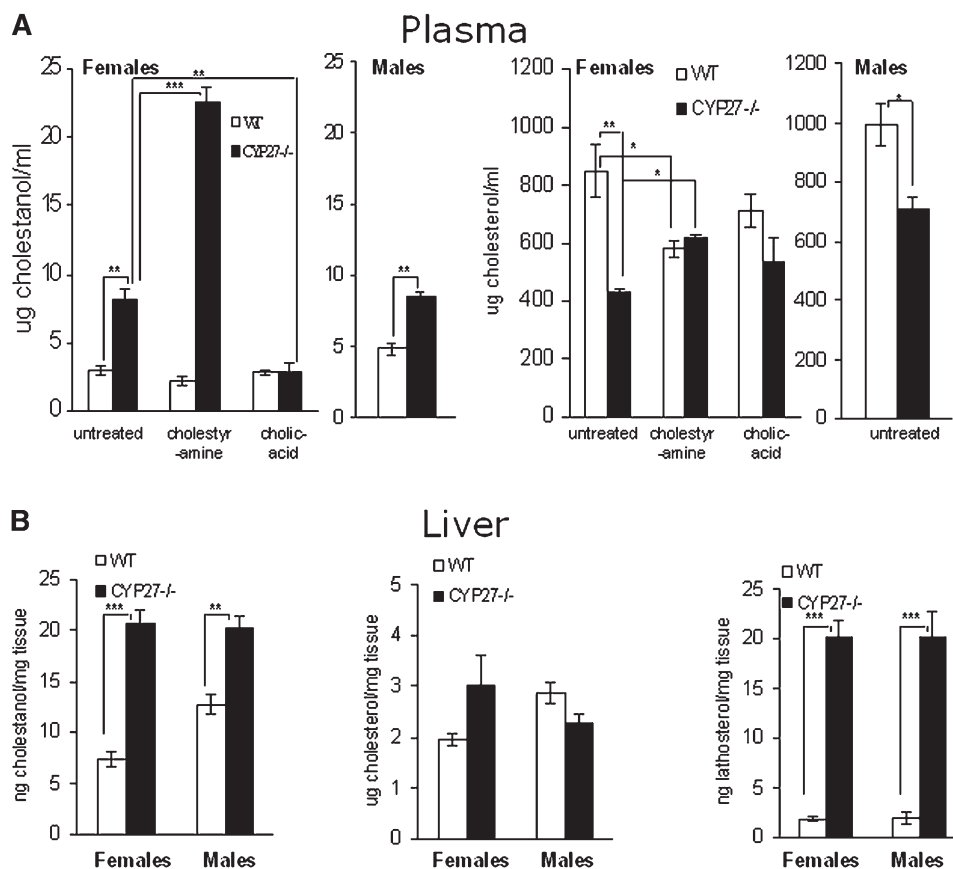 A
Plasma
ug cholestanol/ml
25
20
15
10
5
0
Females
**
***
WT
CYP27-/-
**
untreated
cholestyr
-amine
cholic-
acid
25
20
15
10
5
0
Males
**
ug cholesterol/ml
1200
1000
800
600
400
200
0
Females
WT
CYP27-/-
**
*
*
untreated
cholestyr
-amine
cholic-
acid
1200
1000
800
600
400
200
0
Males
*
untreated
B
Liver
ng cholestanol/mg tissue
WT
CYP27-/-
25
20
15
10
5
0
***
**
Females Males
ug cholesterol/mg tissue
WT
CYP27-/-
5
4
3
2
1
0
Females Males
ng lathosterol/mg tissue
WT
CYP27-/-
25
20
15
10
5
0
***
***
Females Males